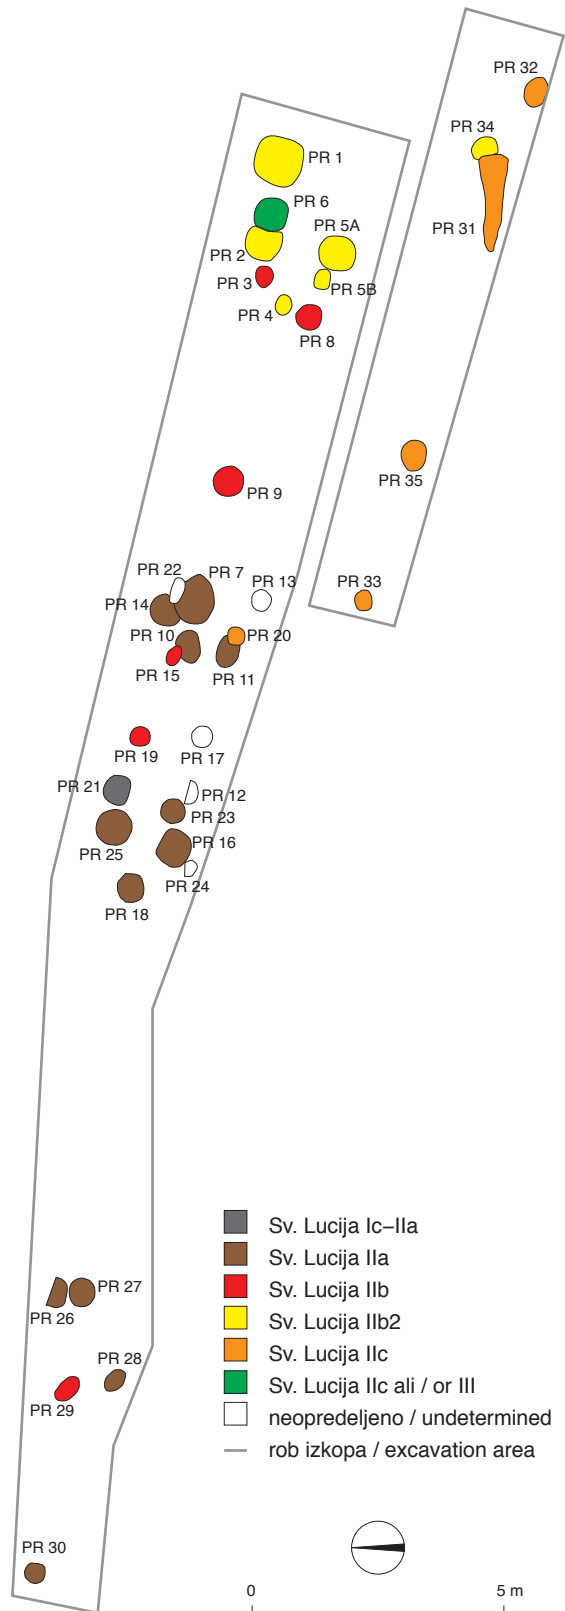 PR 32
PR 34
PR 1
PR 6
PR 5A
PR 31
PR 2
PR 3
PR 5B
PR 4
PR 8
PR 35
PR 9
PR 22
PR 7
PR 13
PR 33
PR 14
PR 10
PR 20
PR 15
PR 11
PR 19
PR 17
PR 21
PR 12
PR 23
PR 25
PR 16
PR 24
PR 18
Sv. Lucija Ic–IIa
Sv. Lucija IIa
PR 27
Sv. Lucija IIb
PR 26
Sv. Lucija IIb2
Sv. Lucija IIc
PR 28
Sv. Lucija IIc ali / or III
PR 29
neopredeljeno / undetermined
rob izkopa / excavation area
PR 30
0 5 m